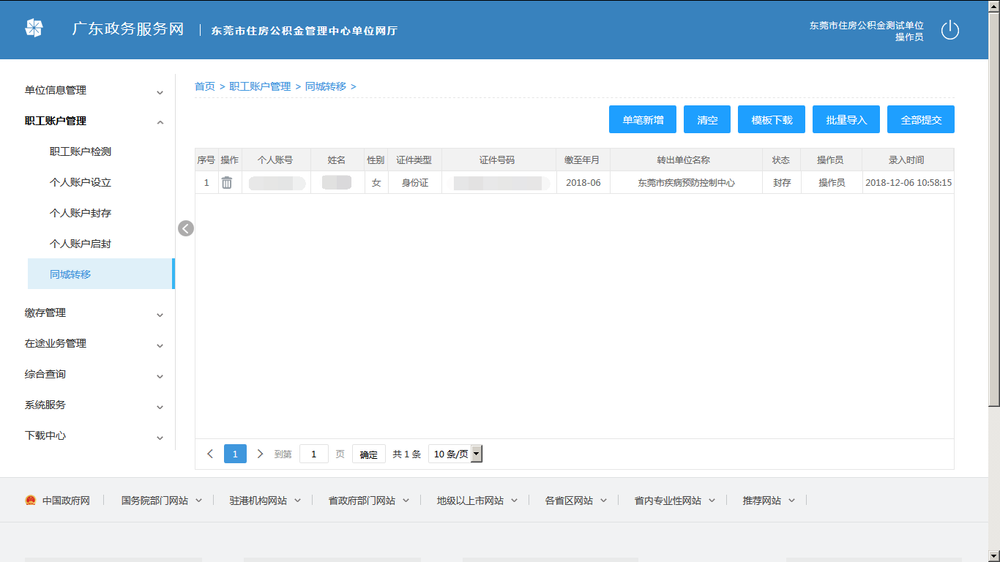 广东政务服务网 | 东莞市住房公积金管理中心单位网厅
东莞市住房公积金测试单位
操作员
单位信息管理
职工账户管理
职工账户检测
个人账户设立
个人账户封存
个人账户启封
同城转移
缴存管理
在途业务管理
综合查询
系统服务
下载中心
首页 > 职工账户管理 > 同城转移 >
单笔新增 清空 模板下载 批量导入 全部提交
序号 操作 个人账号 姓名 性别 证件类型 证件号码 缴至年月 转出单位名称 状态 操作员 录入时间
1 女 身份证 2018-06 东莞市疾病预防控制中心 封存 操作员 2018-12-06 10:58:15
1 到第 1 页 确定 共 1 条 10 条/页
中国政府网 国务院部门网站 驻港机构网站 省政府部门网站 地级以上市网站 各省区网站 省内专业性网站 推荐网站